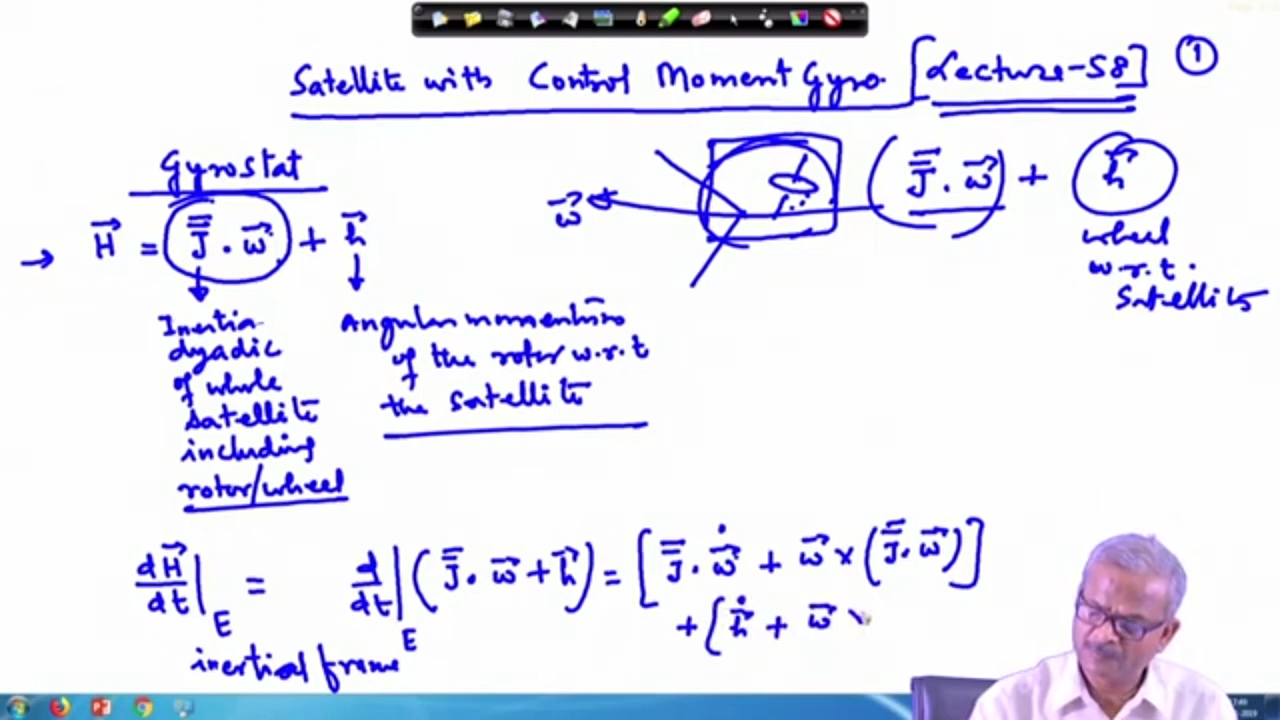 Satellite with Control Moment Gyro [Lecture-58] ①
Gyrostat
→ H⃗ = J̿ . ω⃗ + h⃗
Inertia
dyadic
of whole
satellite
including
rotor/wheel
Angular momentum
of the rotor w.r.t
the satellite
ω⃗
(J̿ . ω⃗) + h⃗
wheel
w.r.t.
Satellite
dH⃗/dt|E = d/dt|E (J̿ . ω⃗ + h⃗) = [J̿ . ω⃗̇ + ω⃗ × (J̿ . ω⃗)]
+ [h⃗̇ + ω⃗ ×
inertial frame